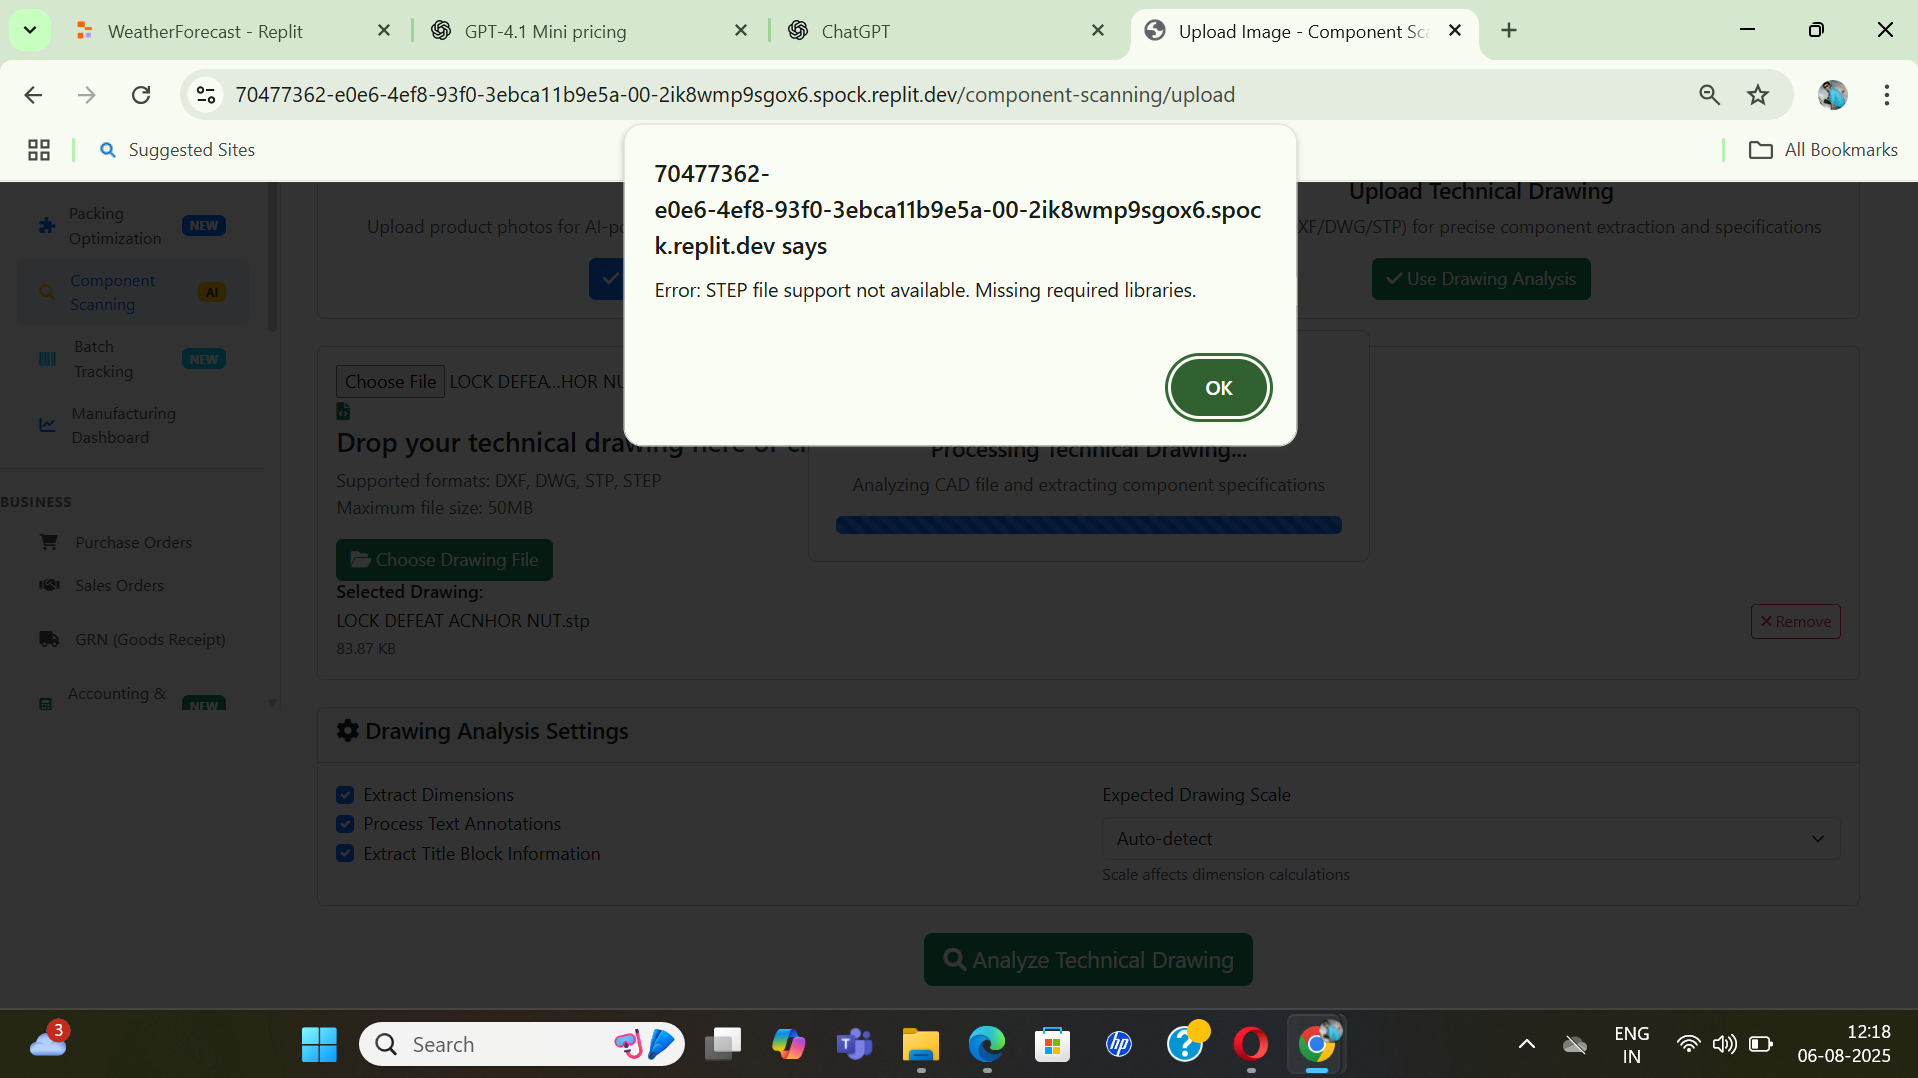 WeatherForecast - Replit
GPT-4.1 Mini pricing
ChatGPT
Upload Image - Component Sc
70477362-e0e6-4ef8-93f0-3ebca11b9e5a-00-2ik8wmp9sgox6.spock.replit.dev/component-scanning/upload
Suggested Sites
All Bookmarks
70477362-
e0e6-4ef8-93f0-3ebca11b9e5a-00-2ik8wmp9sgox6.spoc
k.replit.dev says
Error: STEP file support not available. Missing required libraries.
OK
Packing
Optimization
NEW
Component
Scanning
AI
Batch
Tracking
NEW
Manufacturing
Dashboard
BUSINESS
Purchase Orders
Sales Orders
GRN (Goods Receipt)
Accounting &
NEW
Upload product photos for AI-po
Upload Technical Drawing
XF/DWG/STP) for precise component extraction and specifications
Use Drawing Analysis
Choose File LOCK DEFEA...HOR NU
Drop your technical drawing here or cl
Supported formats: DXF, DWG, STP, STEP
Maximum file size: 50MB
Choose Drawing File
Processing Technical Drawing...
Analyzing CAD file and extracting component specifications
Selected Drawing:
LOCK DEFEAT ACNHOR NUT.stp
83.87 KB
Remove
Drawing Analysis Settings
Extract Dimensions
Process Text Annotations
Extract Title Block Information
Expected Drawing Scale
Auto-detect
Scale affects dimension calculations
Analyze Technical Drawing
3
Search
hp
ENG
IN
12:18
06-08-2025